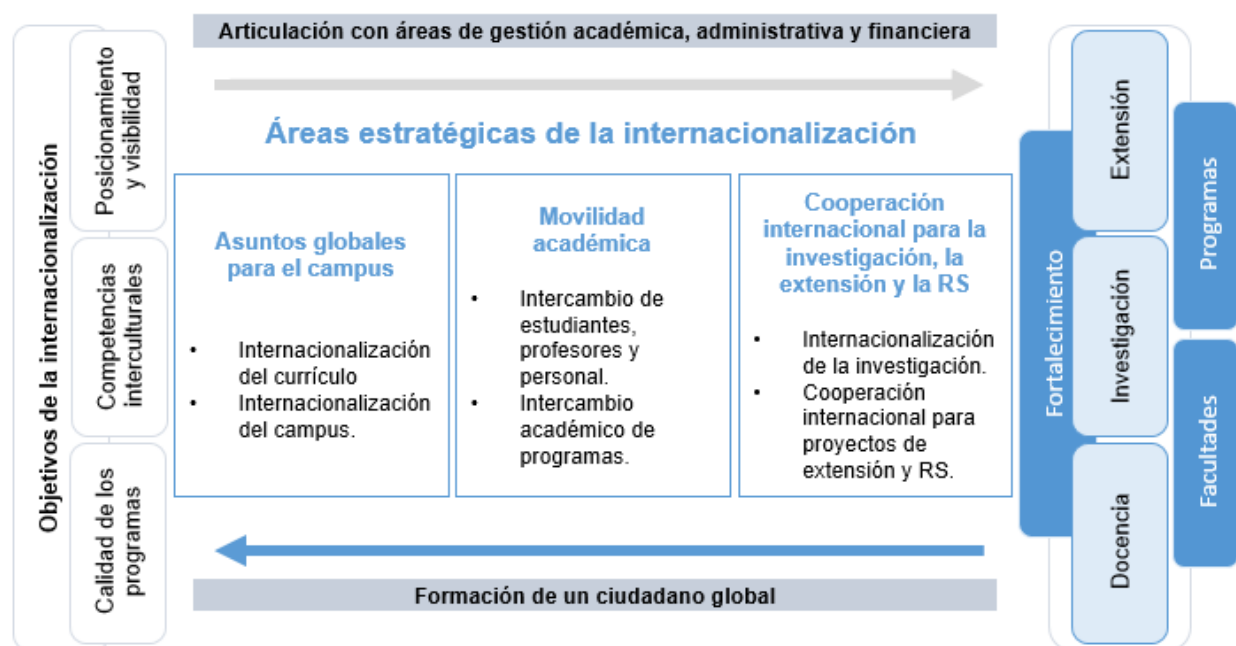 Articulación con áreas de gestión académica, administrativa y financiera
Objetivos de la internacionalización
Posicionamiento
y visibilidad
Competencias
interculturales
Calidad de los
programas
Áreas estratégicas de la internacionalización
Asuntos globales
para el campus
• Internacionalización
del currículo
• Internacionalización
del campus.
Movilidad
académica
• Intercambio de
estudiantes,
profesores y
personal.
• Intercambio
académico de
programas.
Cooperación
internacional para la
investigación, la
extensión y la RS
• Internacionalización
de la investigación.
• Cooperación
internacional para
proyectos de
extensión y RS.
Fortalecimiento
Extensión
Investigación
Docencia
Programas
Facultades
Formación de un ciudadano global